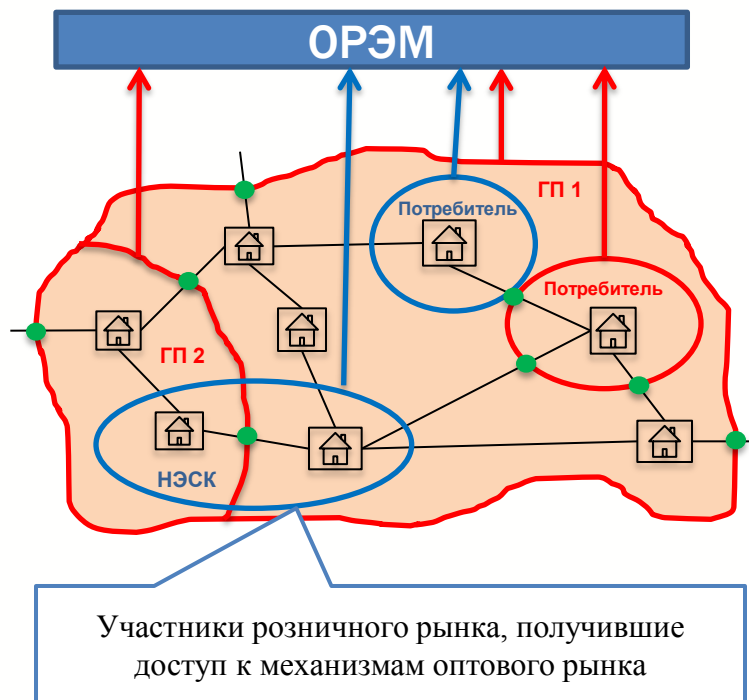 ОРЭМ
ГП 1
Потребитель
Потребитель
ГП 2
НЭСК
Участники розничного рынка, получившие
доступ к механизмам оптового рынка